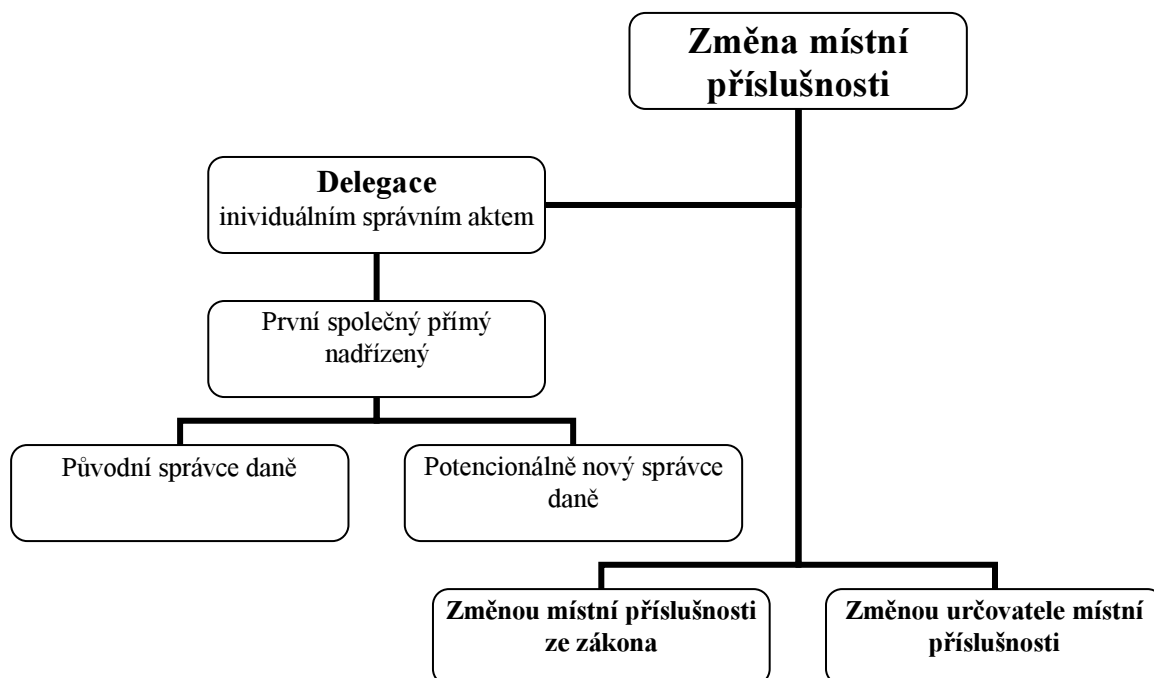 Změna místní
příslušnosti
Delegace
inividuálním správním aktem
První společný přímý
nadřízený
Původní správce daně
Potencionálně nový správce
daně
Změnou místní příslušnosti
ze zákona
Změnou určovatele místní
příslušnosti